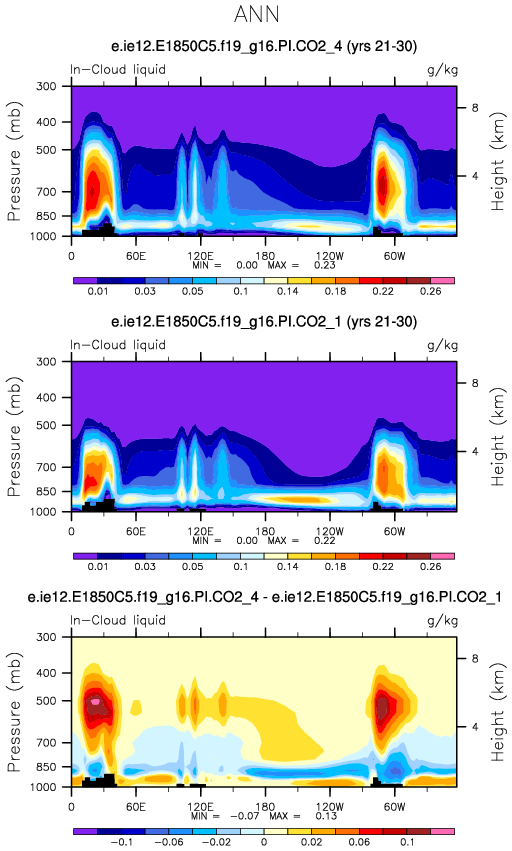 ANN
e.ie12.E1850C5.f19_g16.PI.CO2_4 (yrs 21-30)
In-Cloud liquid g/kg
Pressure (mb)
300
400
500
700
850
1000
8
4
Height (km)
0 60E 120E 180 120W 60W
MIN = 0.00 MAX = 0.23
0.01 0.03 0.05 0.1 0.14 0.18 0.22 0.26
e.ie12.E1850C5.f19_g16.PI.CO2_1 (yrs 21-30)
In-Cloud liquid g/kg
Pressure (mb)
300
400
500
700
850
1000
8
4
Height (km)
0 60E 120E 180 120W 60W
MIN = 0.00 MAX = 0.22
0.01 0.03 0.05 0.1 0.14 0.18 0.22 0.26
e.ie12.E1850C5.f19_g16.PI.CO2_4 - e.ie12.E1850C5.f19_g16.PI.CO2_1
In-Cloud liquid g/kg
Pressure (mb)
300
400
500
700
850
1000
8
4
Height (km)
0 60E 120E 180 120W 60W
MIN = -0.07 MAX = 0.13
-0.1 -0.06 -0.02 0 0.02 0.06 0.1